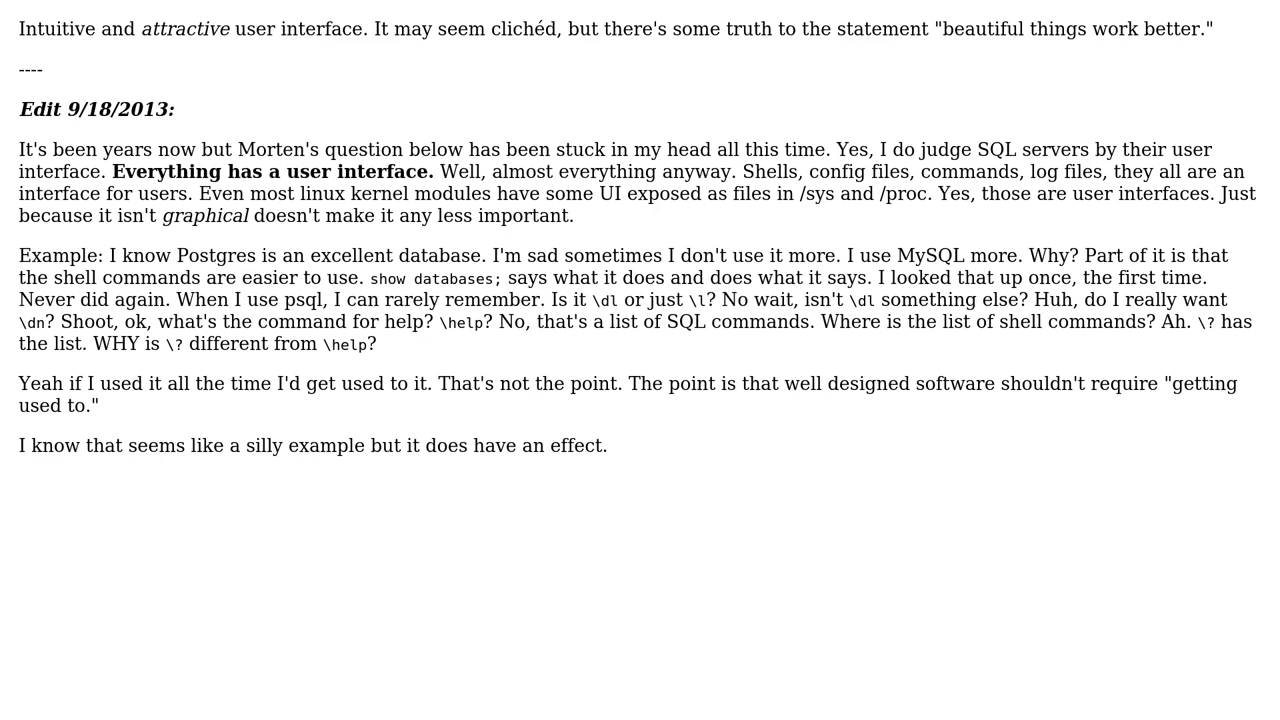 Intuitive and attractive user interface. It may seem clichéd, but there's some truth to the statement "beautiful things work better."
----
Edit 9/18/2013:
It's been years now but Morten's question below has been stuck in my head all this time. Yes, I do judge SQL servers by their user
interface. Everything has a user interface. Well, almost everything anyway. Shells, config files, commands, log files, they all are an
interface for users. Even most linux kernel modules have some UI exposed as files in /sys and /proc. Yes, those are user interfaces. Just
because it isn't graphical doesn't make it any less important.
Example: I know Postgres is an excellent database. I'm sad sometimes I don't use it more. I use MySQL more. Why? Part of it is that
the shell commands are easier to use. show databases; says what it does and does what it says. I looked that up once, the first time.
Never did again. When I use psql, I can rarely remember. Is it \dl or just \l? No wait, isn't \dl something else? Huh, do I really want
\dn? Shoot, ok, what's the command for help? \help? No, that's a list of SQL commands. Where is the list of shell commands? Ah. \? has
the list. WHY is \? different from \help?
Yeah if I used it all the time I'd get used to it. That's not the point. The point is that well designed software shouldn't require "getting
used to."
I know that seems like a silly example but it does have an effect.